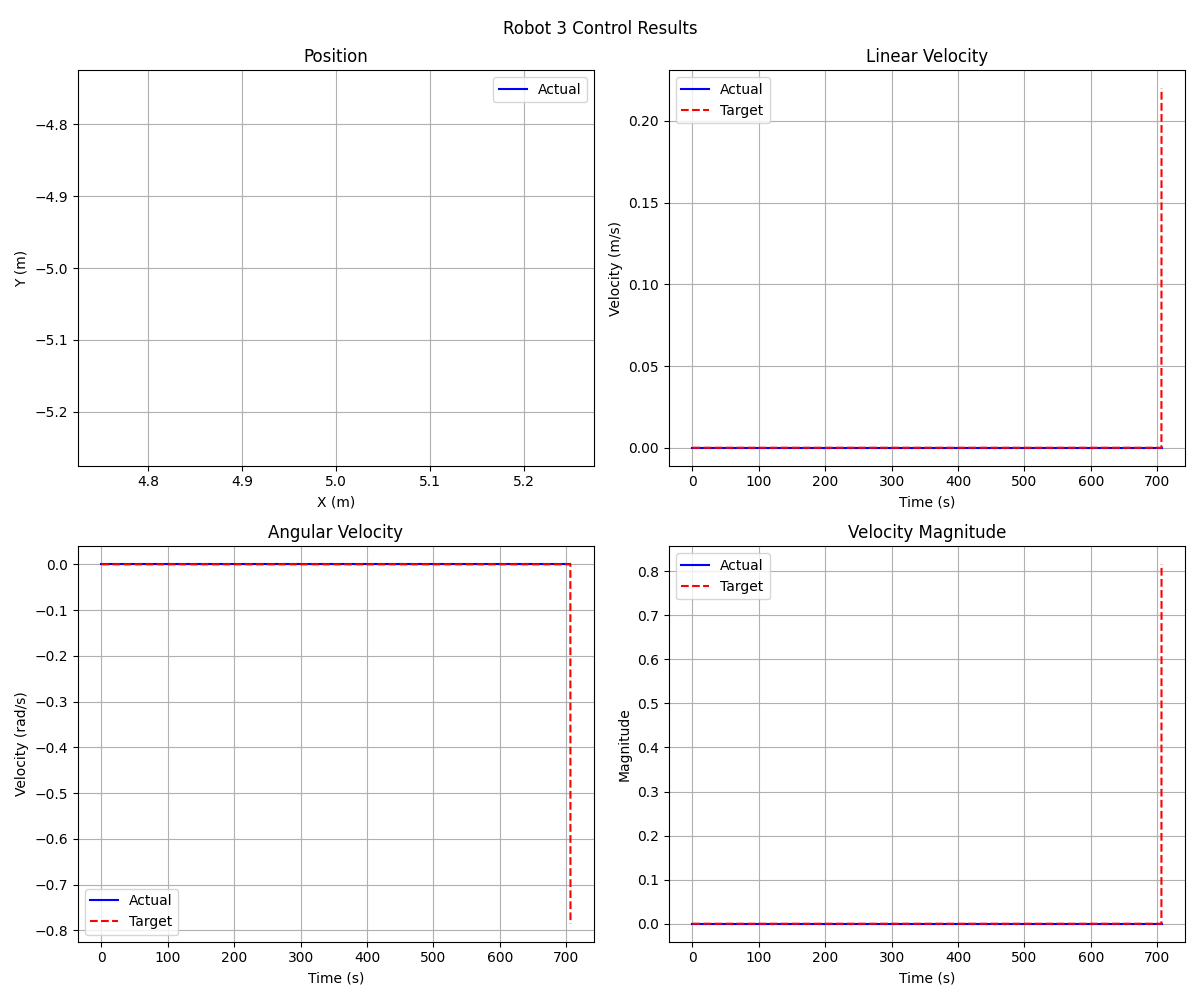 Robot 3 Control Results
Position
Actual
−4.8
−4.9
−5.0
−5.1
−5.2
Y (m)
4.8 4.9 5.0 5.1 5.2
X (m)
Linear Velocity
Actual
Target
0.20
0.15
0.10
0.05
0.00
Velocity (m/s)
0 100 200 300 400 500 600 700
Time (s)
Angular Velocity
0.0
−0.1
−0.2
−0.3
−0.4
−0.5
−0.6
−0.7
−0.8
Velocity (rad/s)
Actual
Target
0 100 200 300 400 500 600 700
Time (s)
Velocity Magnitude
Actual
Target
0.8
0.7
0.6
0.5
0.4
0.3
0.2
0.1
0.0
Magnitude
0 100 200 300 400 500 600 700
Time (s)